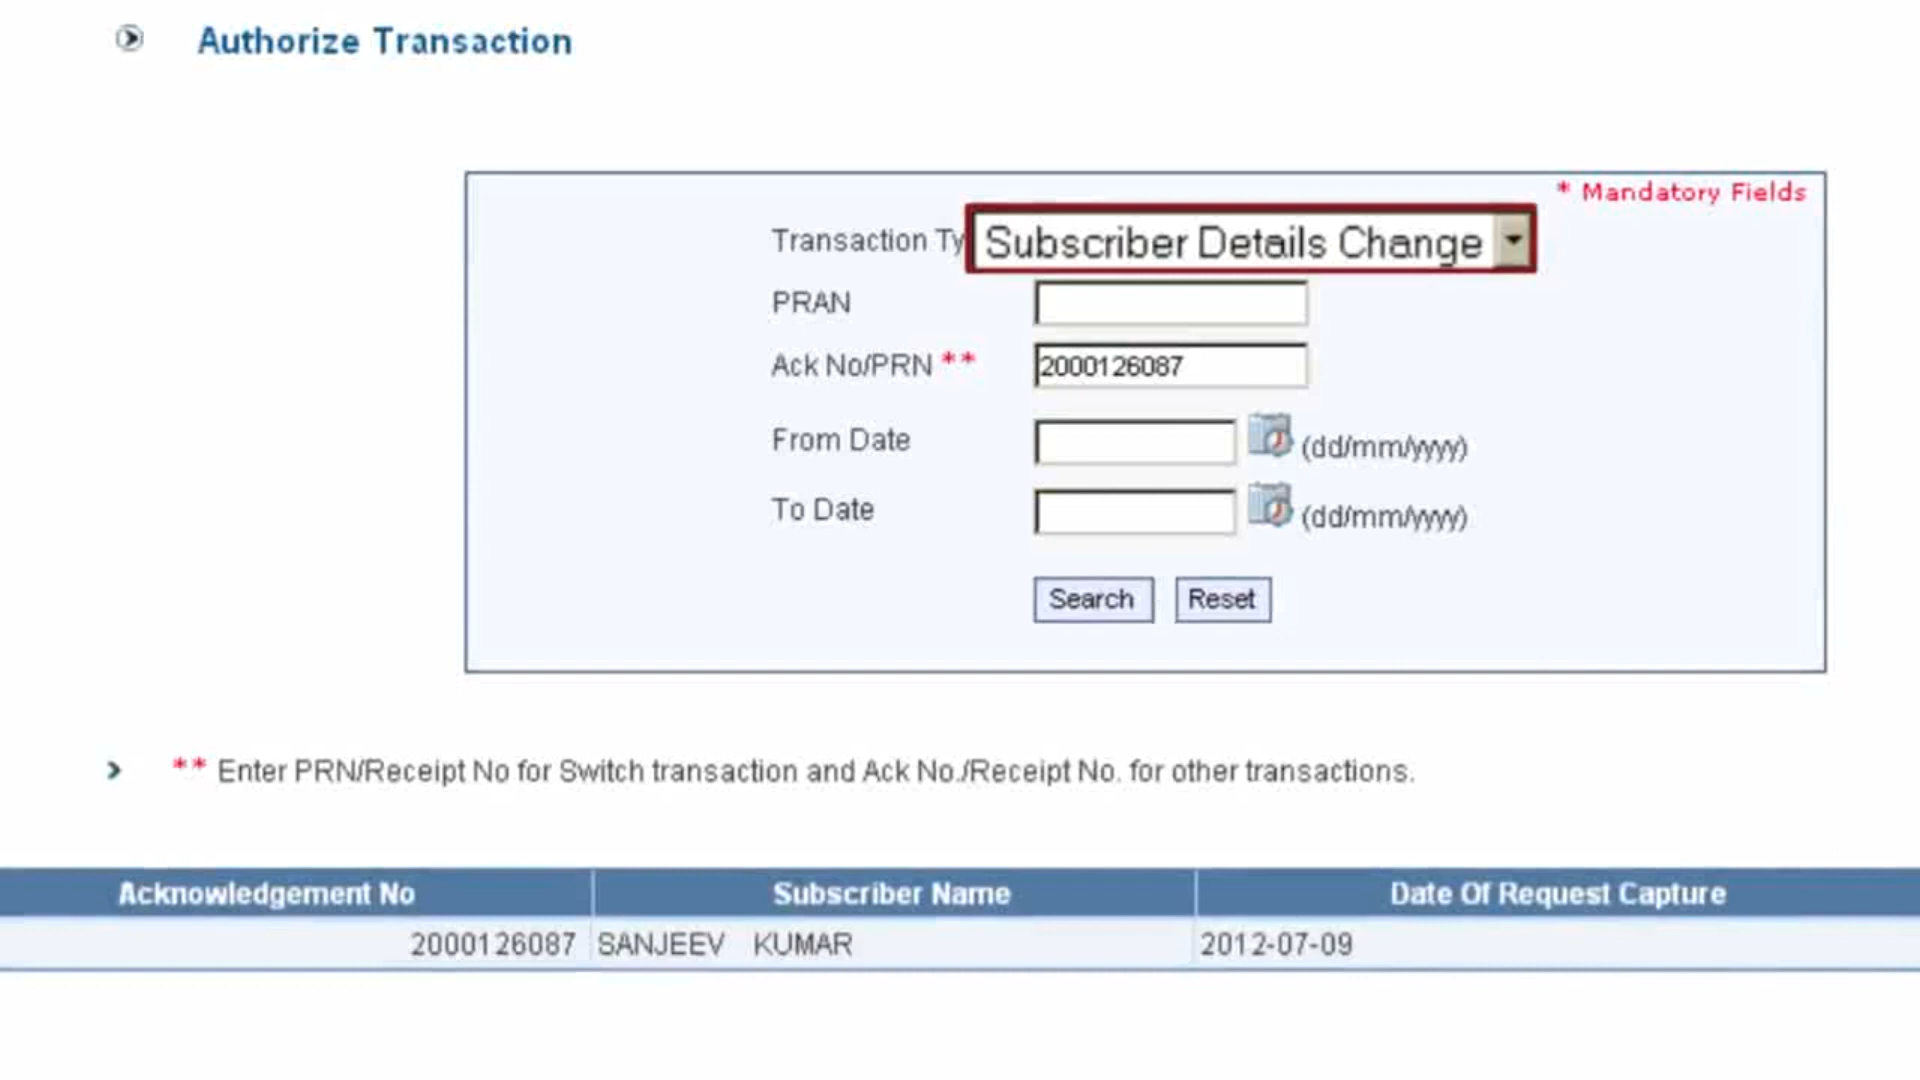 Authorize Transaction
* Mandatory Fields
Transaction Ty Subscriber Details Change
PRAN
Ack No/PRN ** 2000126087
From Date (dd/mm/yyyy)
To Date (dd/mm/yyyy)
Search Reset
** Enter PRN/Receipt No for Switch transaction and Ack No./Receipt No. for other transactions.
Acknowledgement No Subscriber Name Date Of Request Capture
2000126087 SANJEEV KUMAR 2012-07-09